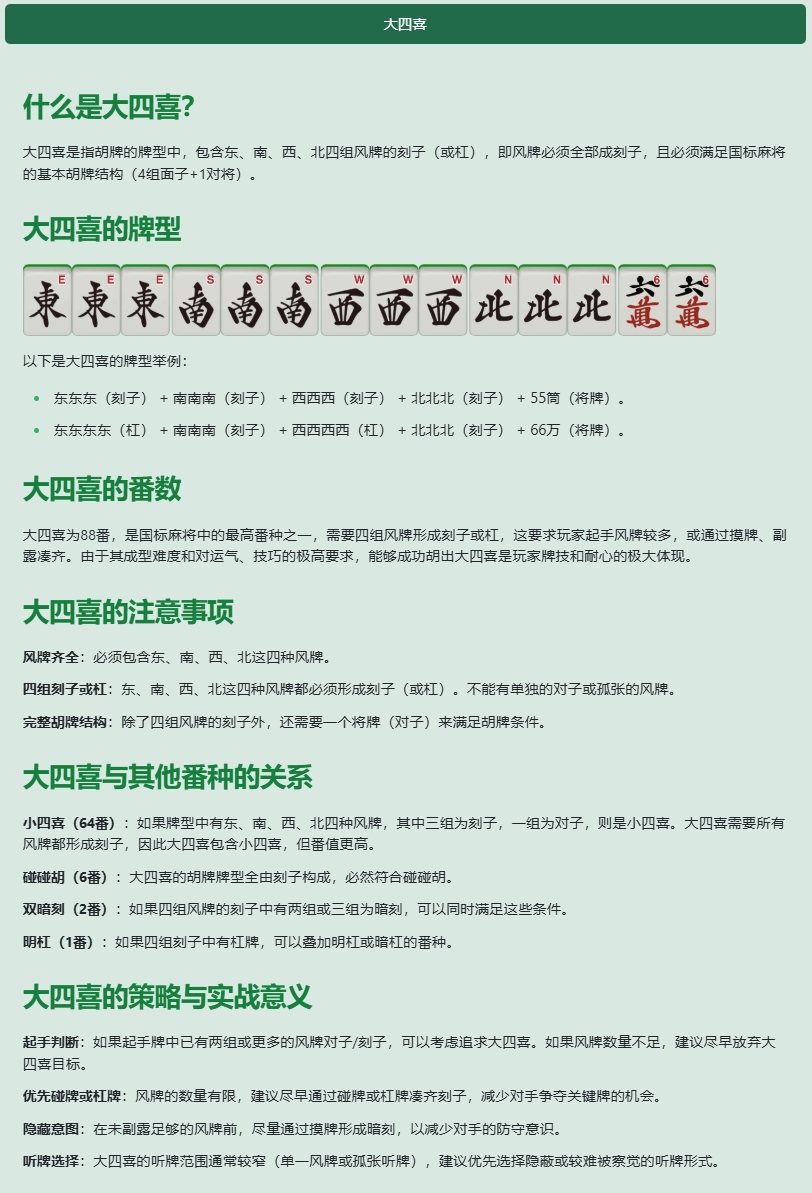 大四喜
什么是大四喜?
大四喜是指胡牌的牌型中，包含东、南、西、北四组风牌的刻子（或杠），即风牌必须全部成刻子，且必须满足国标麻将
的基本胡牌结构（4组面子+1对将）。
大四喜的牌型
E E E S S S W W W N N N 6 6
東 東 東 南 南 南 西 西 西 北 北 北 六萬 六萬
以下是大四喜的牌型举例：
东东东（刻子） + 南南南（刻子） + 西西西（刻子） + 北北北（刻子） + 55筒（将牌）。
东东东东（杠） + 南南南（刻子） + 西西西西（杠） + 北北北（刻子） + 66万（将牌）。
大四喜的番数
大四喜为88番，是国标麻将中的最高番种之一，需要四组风牌形成刻子或杠，这要求玩家起手风牌较多，或通过摸牌、副
露凑齐。由于其成型难度和对运气、技巧的极高要求，能够成功胡出大四喜是玩家牌技和耐心的极大体现。
大四喜的注意事项
风牌齐全：必须包含东、南、西、北这四种风牌。
四组刻子或杠：东、南、西、北这四种风牌都必须形成刻子（或杠）。不能有单独的对子或孤张的风牌。
完整胡牌结构：除了四组风牌的刻子外，还需要一个将牌（对子）来满足胡牌条件。
大四喜与其他番种的关系
小四喜（64番）：如果牌型中有东、南、西、北四种风牌，其中三组为刻子，一组为对子，则是小四喜。大四喜需要所有
风牌都形成刻子，因此大四喜包含小四喜，但番值更高。
碰碰胡（6番）：大四喜的胡牌牌型全由刻子构成，必然符合碰碰胡。
双暗刻（2番）：如果四组风牌的刻子中有两组或三组为暗刻，可以同时满足这些条件。
明杠（1番）：如果四组刻子中有杠牌，可以叠加明杠或暗杠的番种。
大四喜的策略与实战意义
起手判断：如果起手牌中已有两组或更多的风牌对子/刻子，可以考虑追求大四喜。如果风牌数量不足，建议尽早放弃大
四喜目标。
优先碰牌或杠牌：风牌的数量有限，建议尽早通过碰牌或杠牌凑齐刻子，减少对手争夺关键牌的机会。
隐藏意图：在未副露足够的风牌前，尽量通过摸牌形成暗刻，以减少对手的防守意识。
听牌选择：大四喜的听牌范围通常较窄（单一风牌或孤张听牌），建议优先选择隐蔽或较难被察觉的听牌形式。